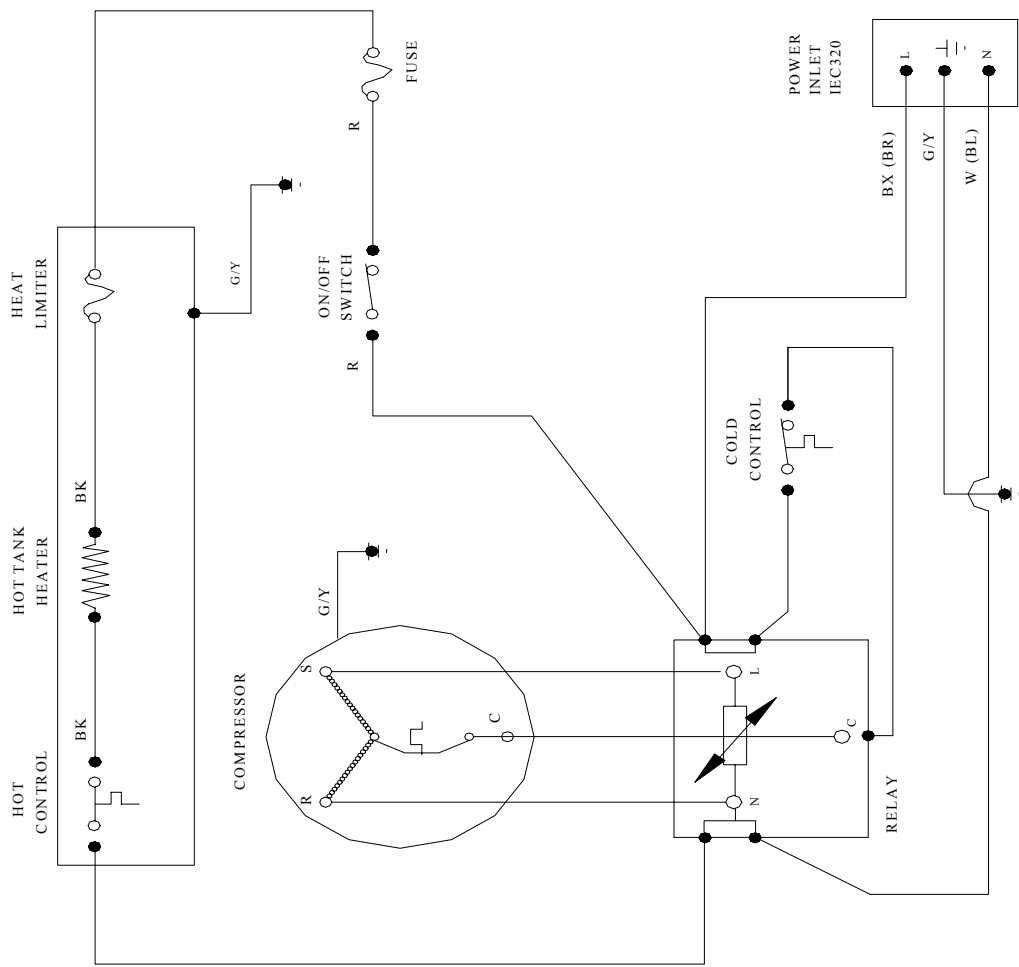 HOT
CONTROL
HOT TANK
HEATER
HEAT
LIMITER
BK
BK
G/Y
COMPRESSOR
R
S
G/Y
ON/OFF
SWITCH
R
R
FUSE
C
COLD
CONTROL
N
L
C
RELAY
POWER
INLET
IEC320
BX (BR)
L
G/Y
W (BL)
N